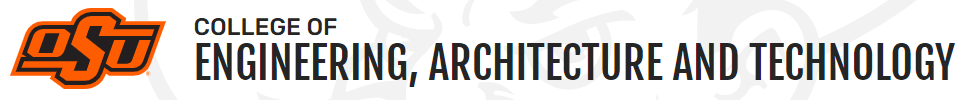 OSU
COLLEGE OF
ENGINEERING, ARCHITECTURE AND TECHNOLOGY